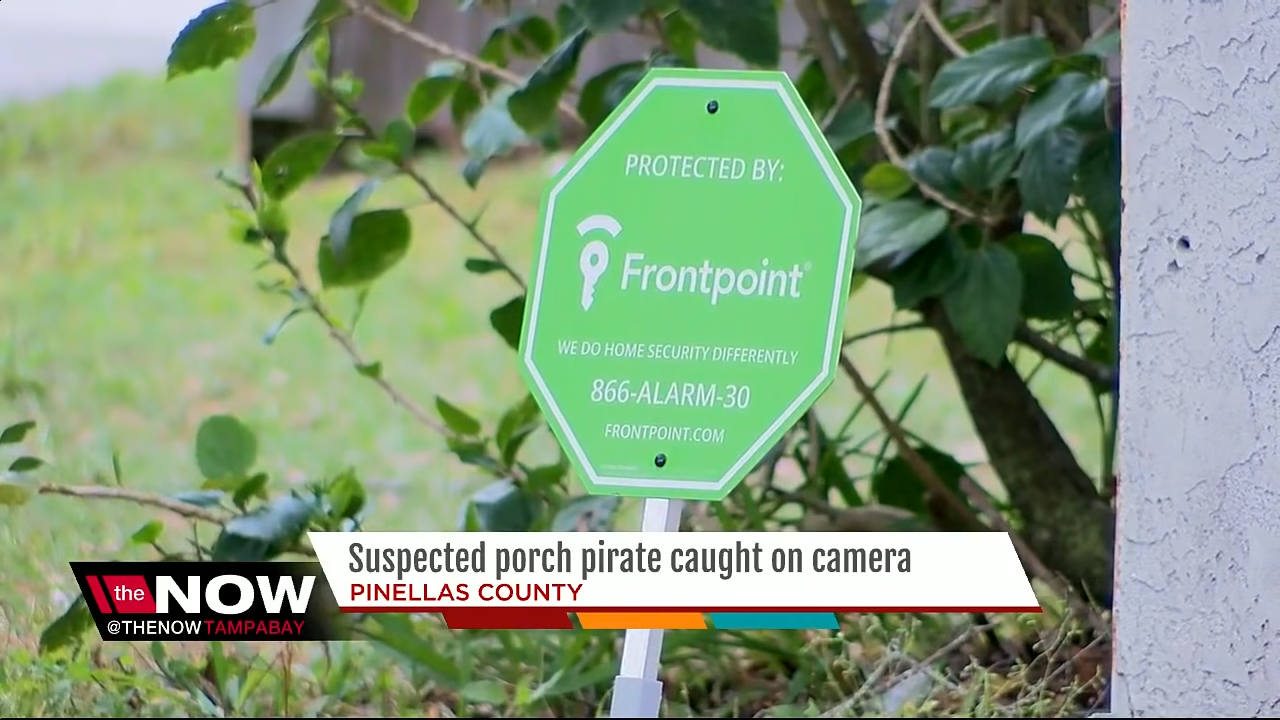 PROTECTED BY:
Frontpoint
WE DO HOME SECURITY DIFFERENTLY
866-ALARM-30
FRONTPOINT.COM
Suspected porch pirate caught on camera
PINELLAS COUNTY
the NOW
@THENOWTAMPABAY